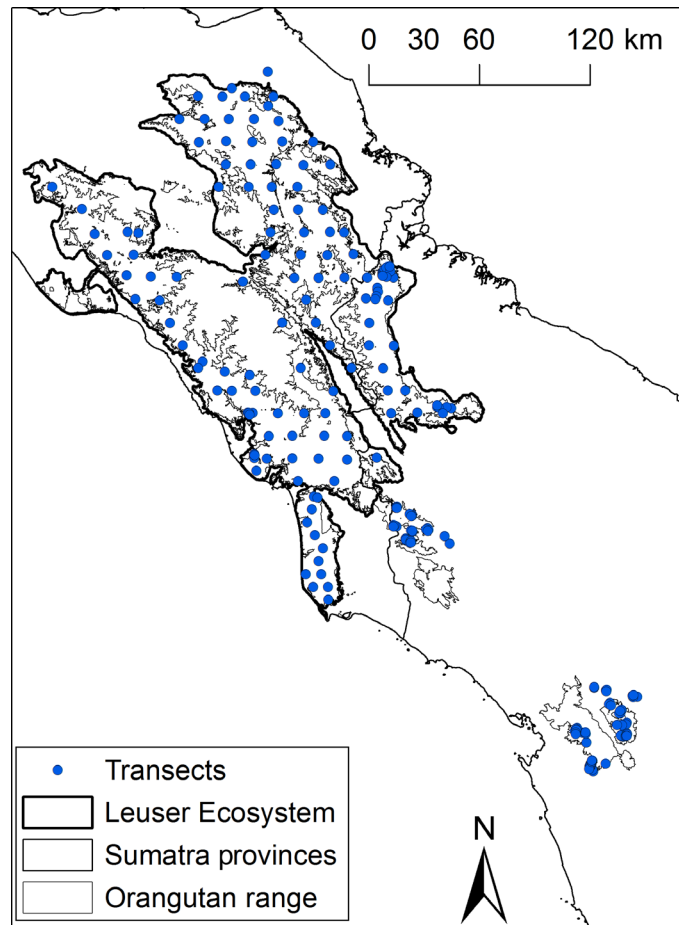 0 30 60 120 km
Transects
Leuser Ecosystem
Sumatra provinces
Orangutan range
N